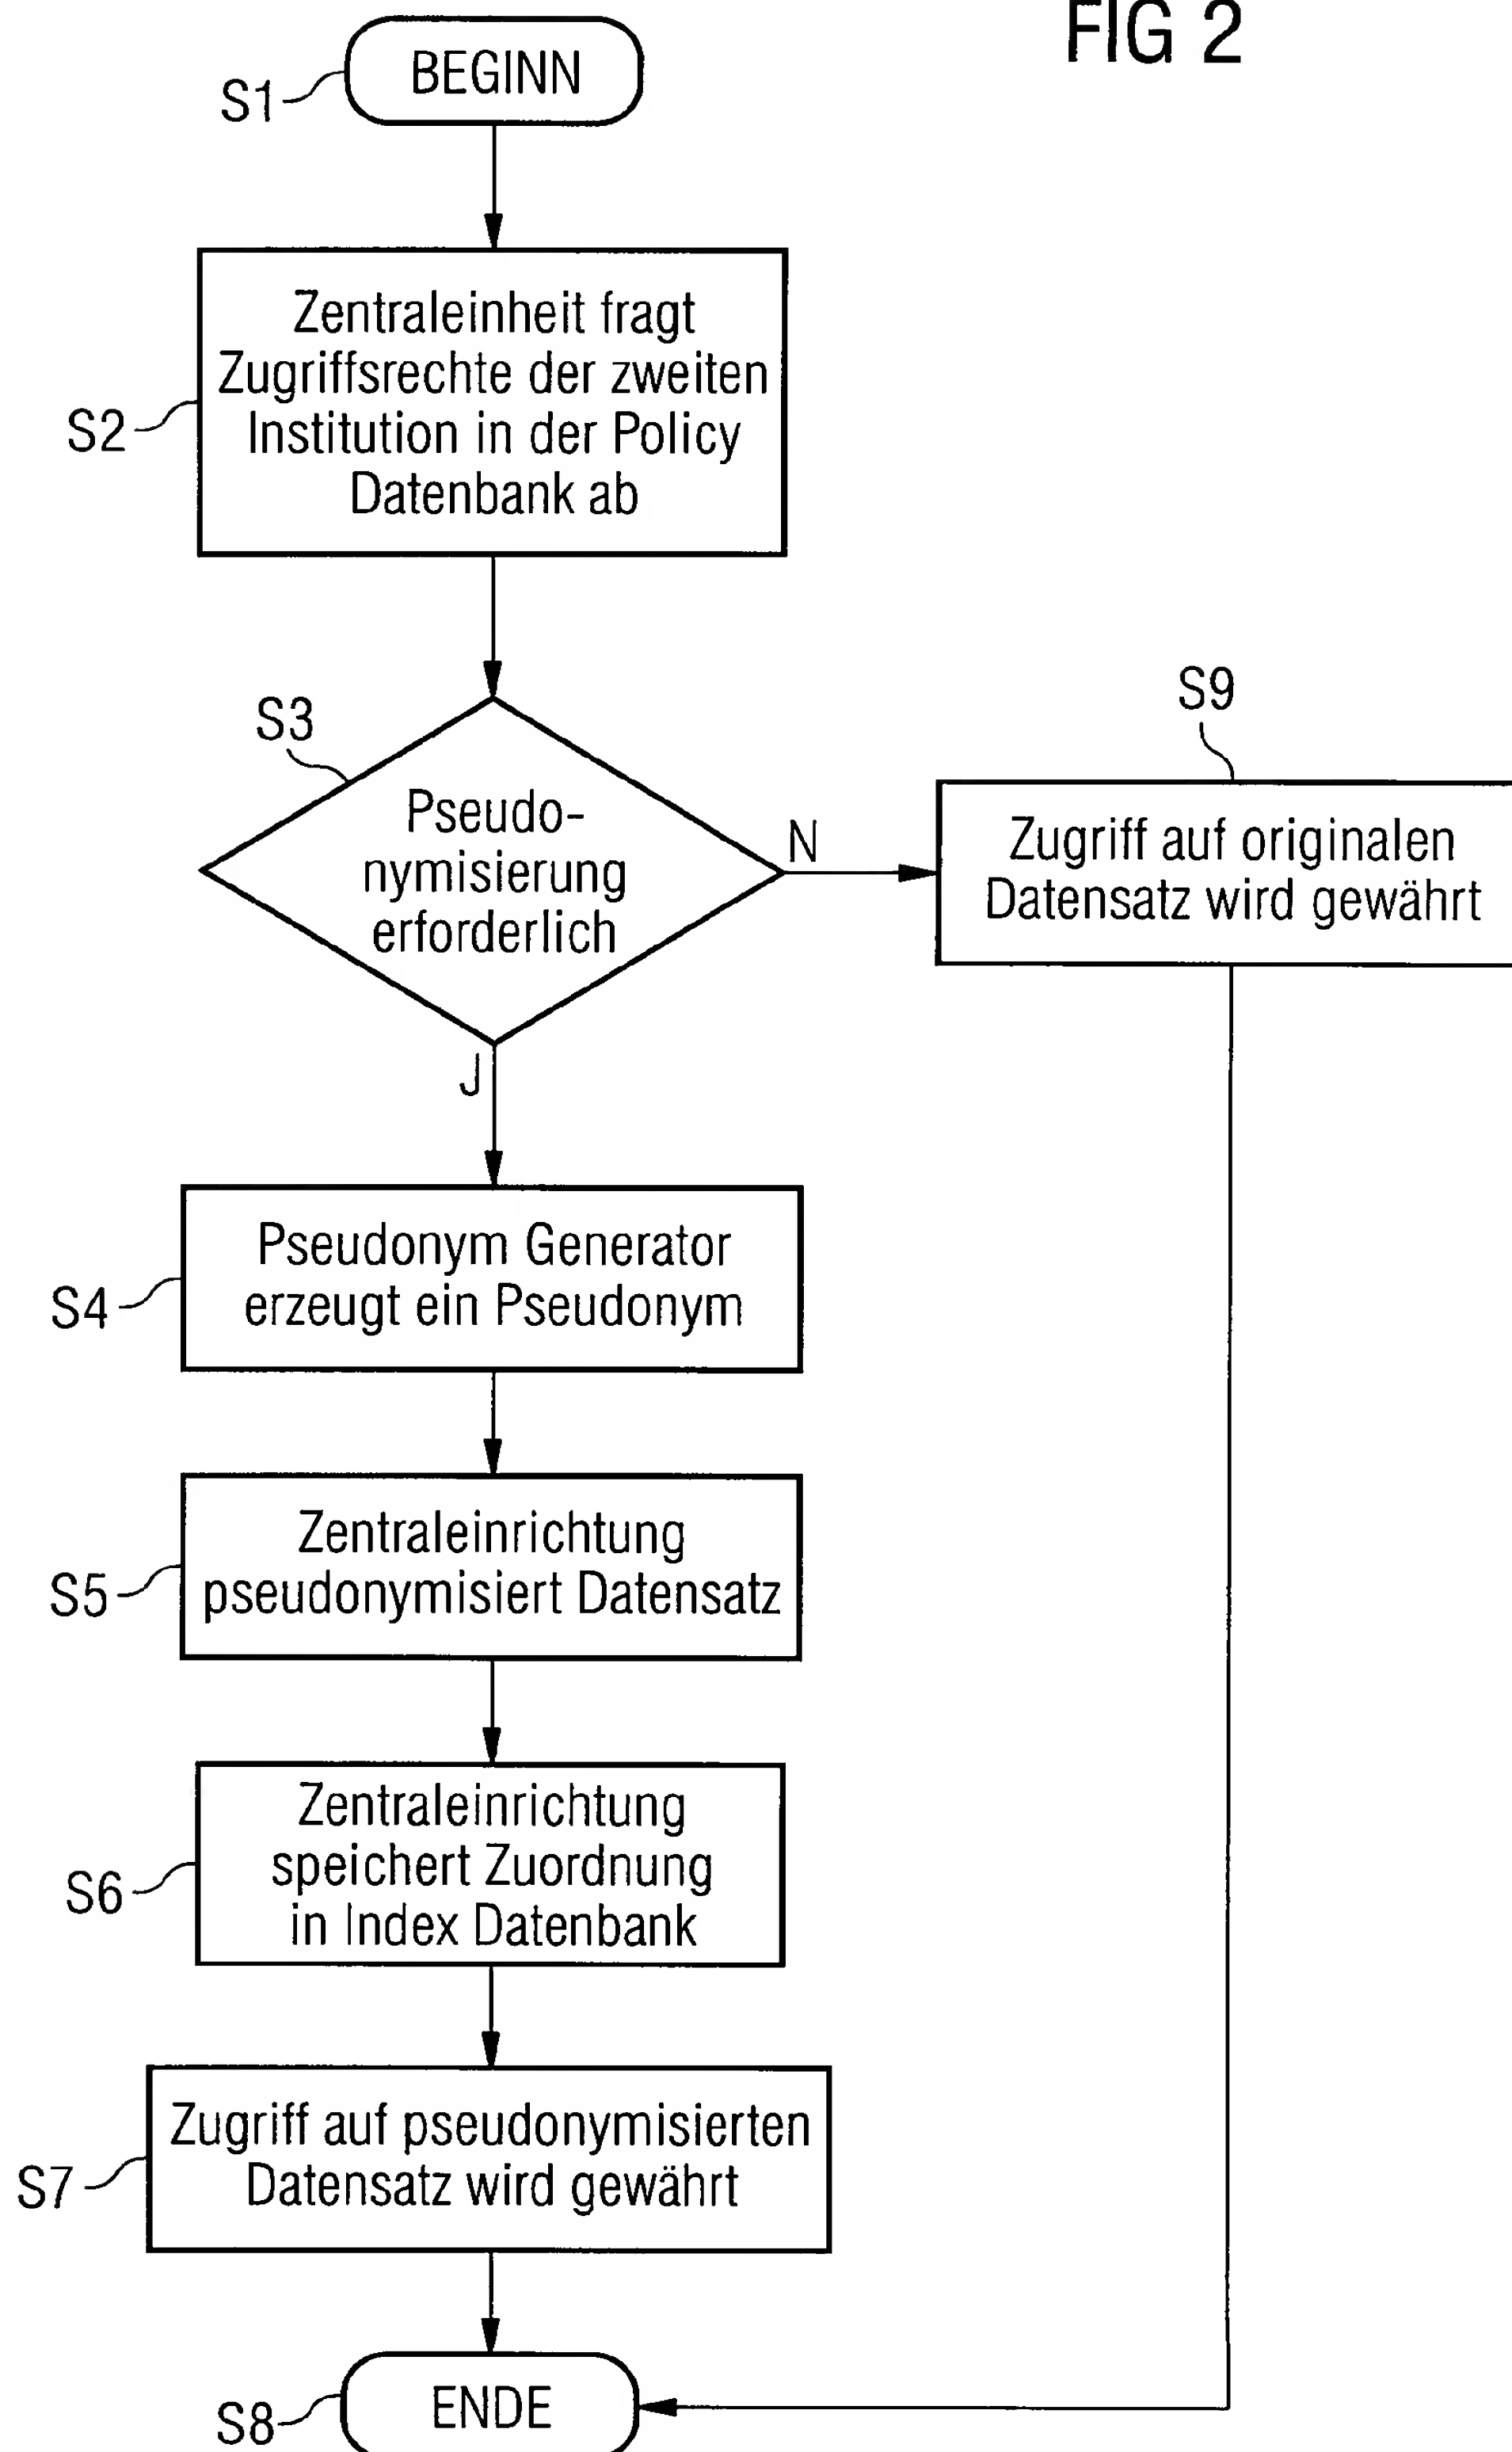 FIG 2
S1
BEGINN
S2
Zentraleinheit fragt
Zugriffsrechte der zweiten
Institution in der Policy
Datenbank ab
S3
Pseudo-
nymisierung
erforderlich
N
S9
Zugriff auf originalen
Datensatz wird gewährt
J
S4
Pseudonym Generator
erzeugt ein Pseudonym
S5
Zentraleinrichtung
pseudonymisiert Datensatz
S6
Zentraleinrichtung
speichert Zuordnung
in Index Datenbank
S7
Zugriff auf pseudonymisierten
Datensatz wird gewährt
S8
ENDE